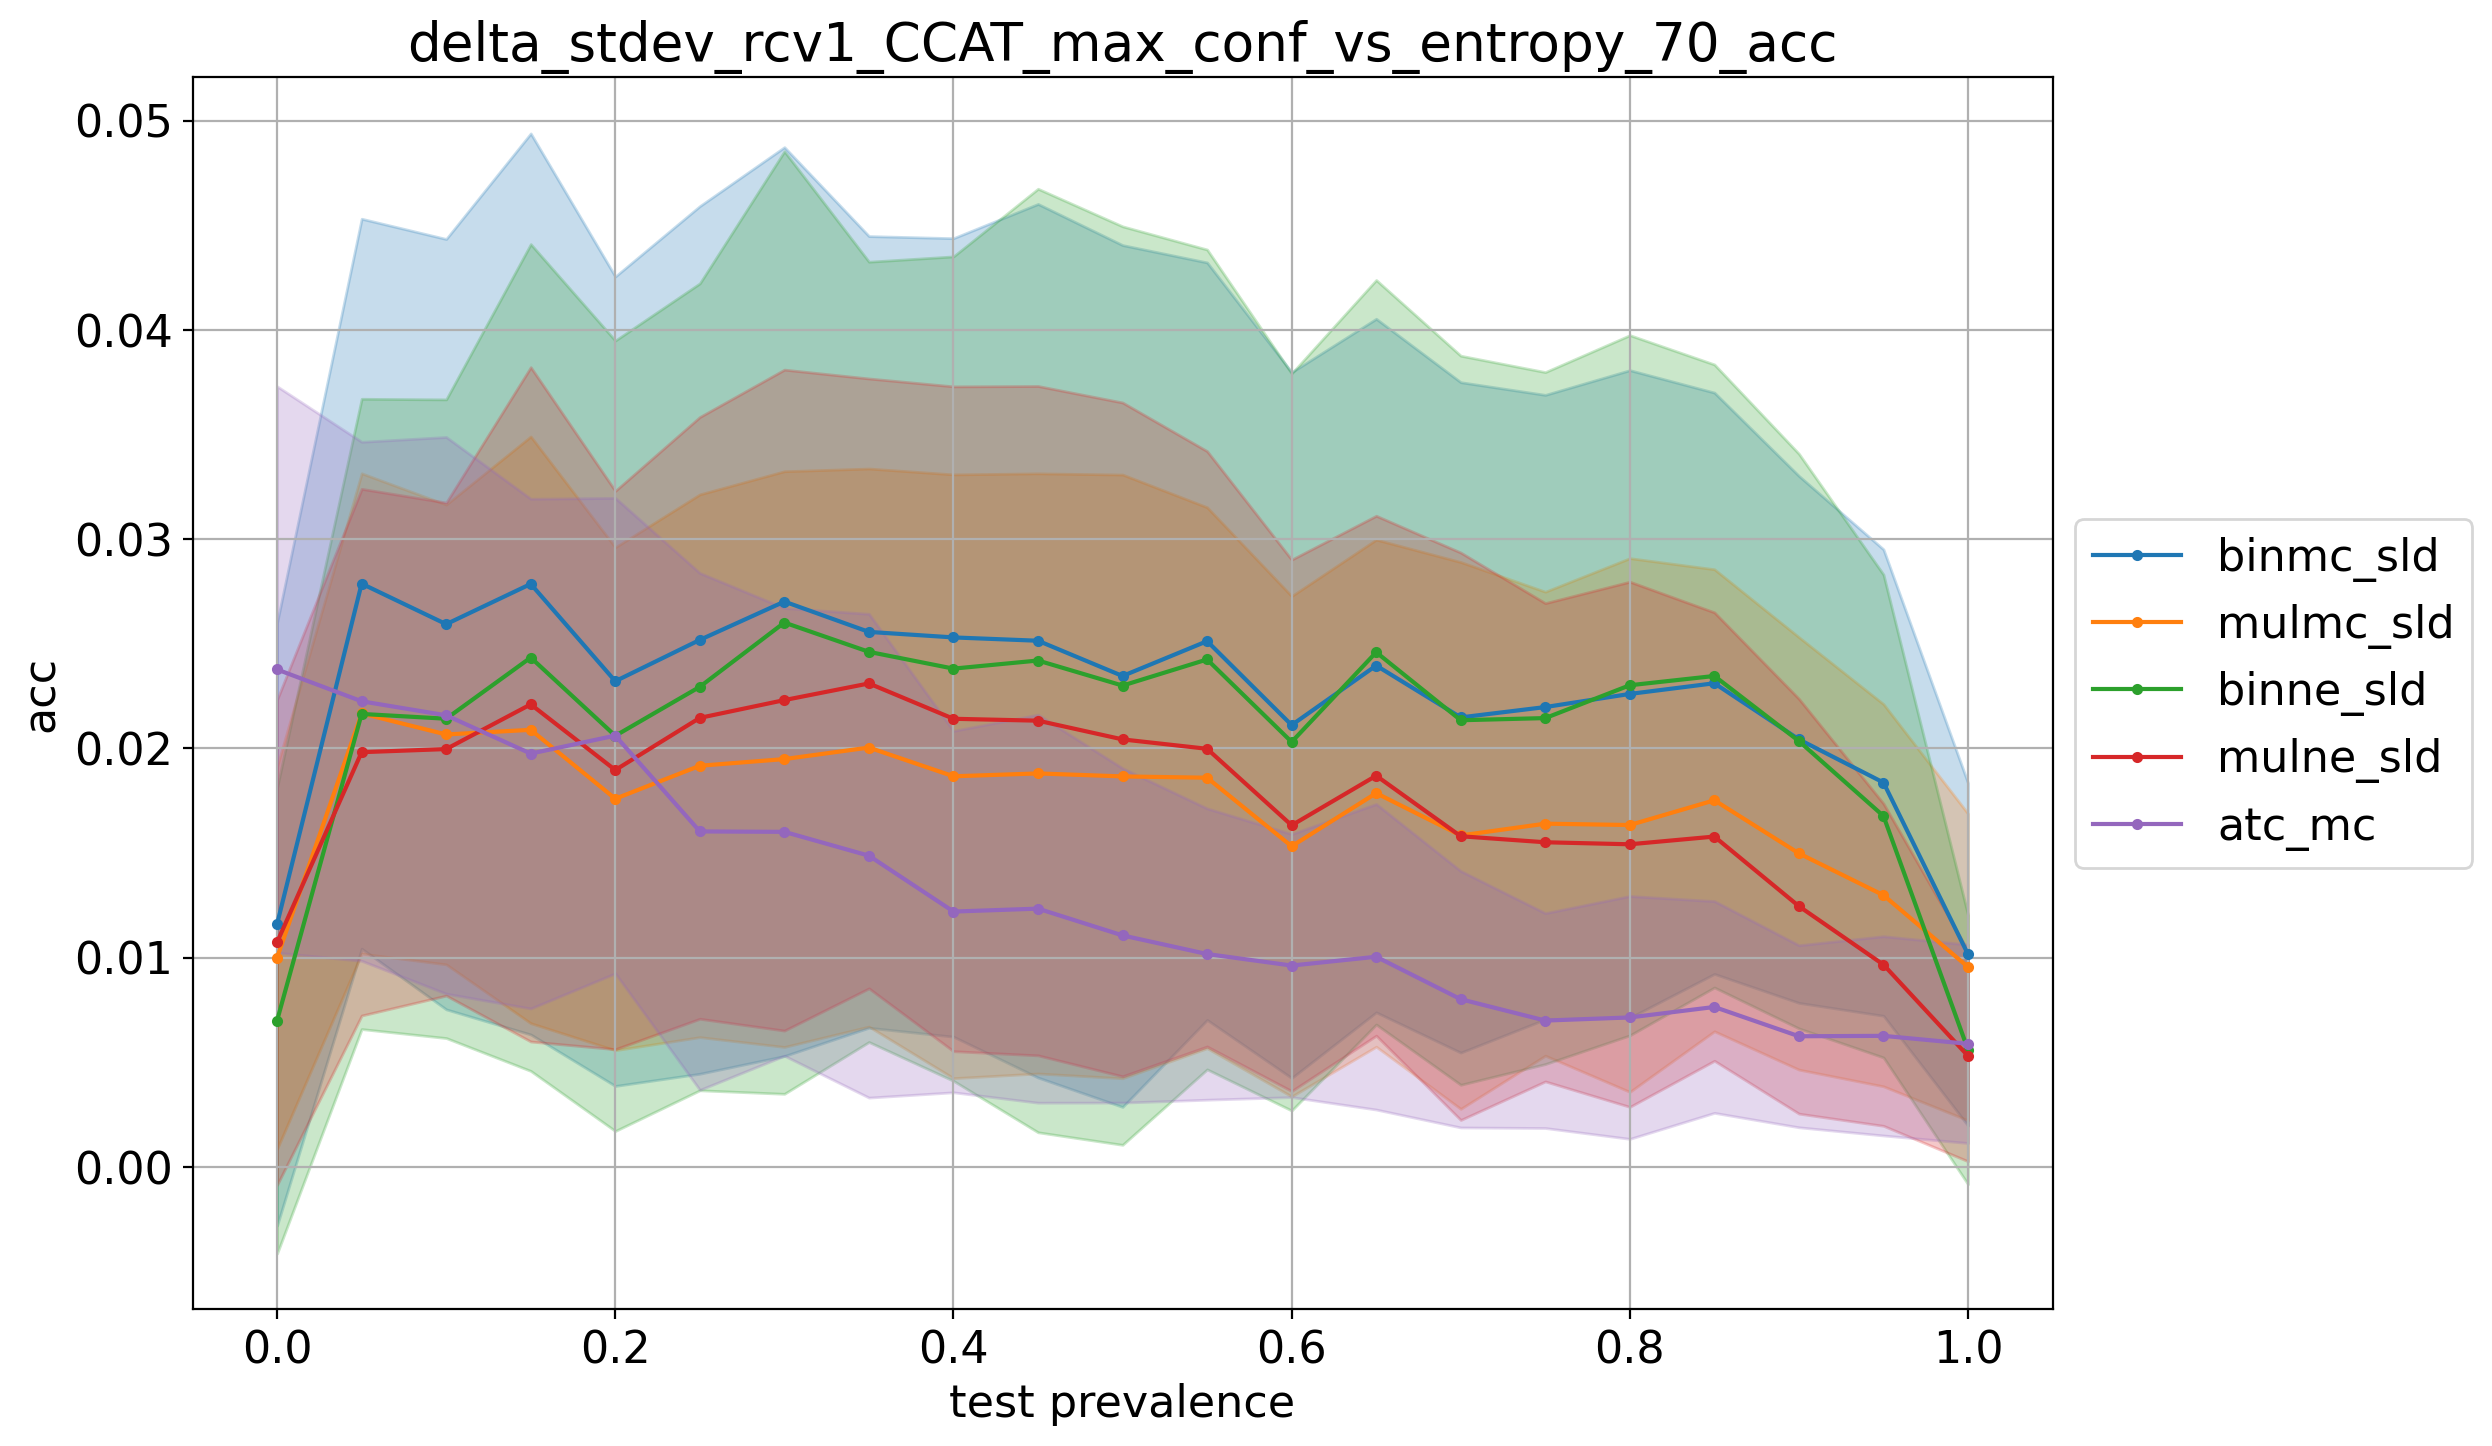 delta_stdev_rcv1_CCAT_max_conf_vs_entropy_70_acc
0.05
0.04
0.03
0.02
0.01
0.00
acc
0.0 0.2 0.4 0.6 0.8 1.0
test prevalence
binmc_sld
mulmc_sld
binne_sld
mulne_sld
atc_mc